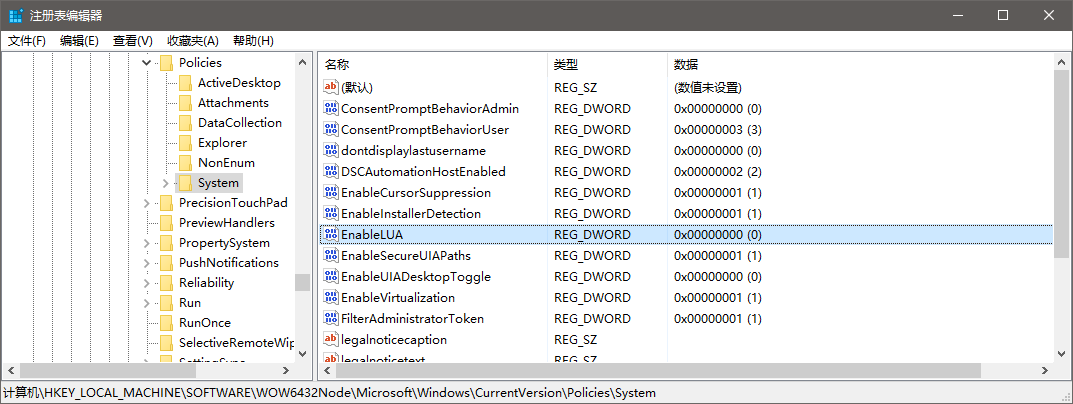 注册表编辑器
文件(F) 编辑(E) 查看(V) 收藏夹(A) 帮助(H)
Policies
ActiveDesktop
Attachments
DataCollection
Explorer
NonEnum
System
PrecisionTouchPad
PreviewHandlers
PropertySystem
PushNotifications
Reliability
Run
RunOnce
SelectiveRemoteWip
SettingSync
名称 类型 数据
ab (默认) REG_SZ (数值未设置)
ConsentPromptBehaviorAdmin REG_DWORD 0x00000000 (0)
ConsentPromptBehaviorUser REG_DWORD 0x00000003 (3)
dontdisplaylastusername REG_DWORD 0x00000000 (0)
DSCAutomationHostEnabled REG_DWORD 0x00000002 (2)
EnableCursorSuppression REG_DWORD 0x00000001 (1)
EnableInstallerDetection REG_DWORD 0x00000001 (1)
EnableLUA REG_DWORD 0x00000000 (0)
EnableSecureUIAPaths REG_DWORD 0x00000001 (1)
EnableUIADesktopToggle REG_DWORD 0x00000000 (0)
EnableVirtualization REG_DWORD 0x00000001 (1)
FilterAdministratorToken REG_DWORD 0x00000001 (1)
ab legalnoticecaption REG_SZ
ab legalnoticetext REG_SZ
计算机\HKEY_LOCAL_MACHINE\SOFTWARE\WOW6432Node\Microsoft\Windows\CurrentVersion\Policies\System